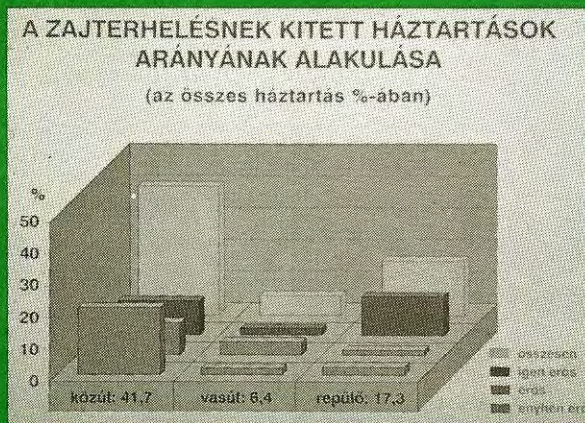 A ZAJTERHELÉSNEK KITETT HÁZTARTÁSOK
ARÁNYÁNAK ALAKULÁSA
(az összes háztartás %-ában)
%
50
40
30
20
10
0
közút: 41,7 vasút: 6,4 repülő: 17,3
összesen
igen erős
erős
enyhén